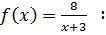 f(x) = 8/(x+3) :